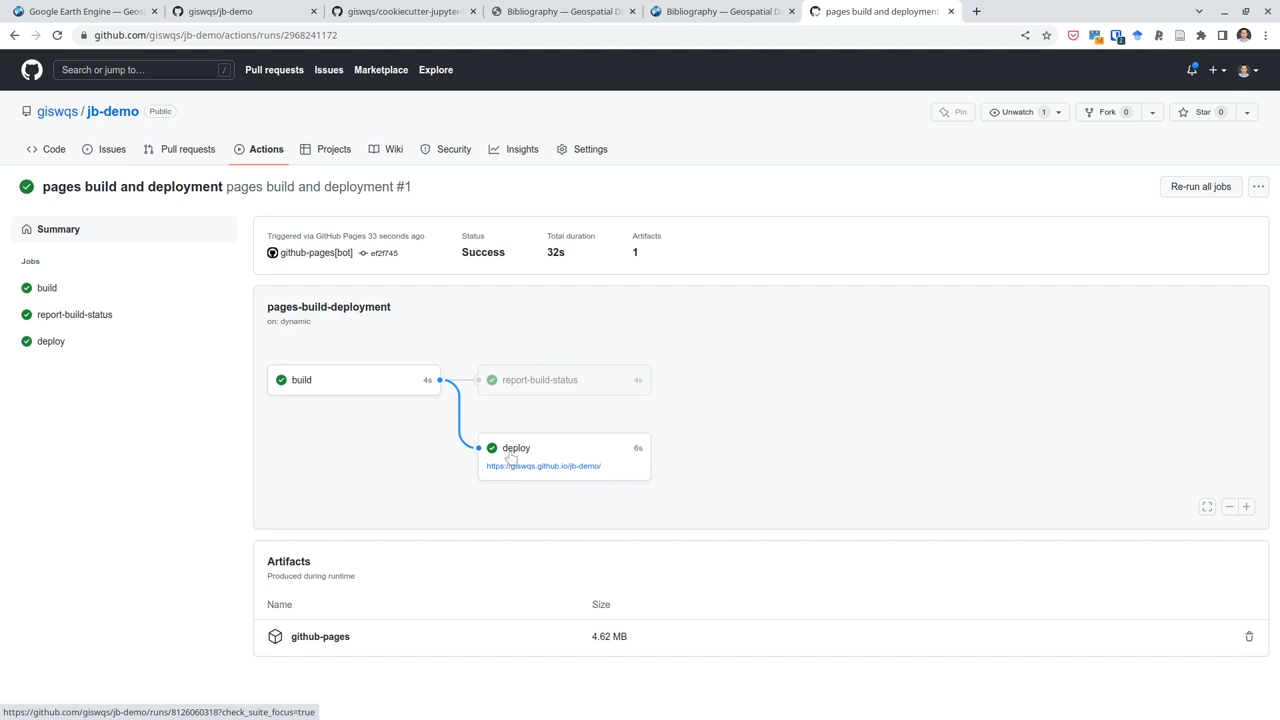 Google Earth Engine — Geosp
giswqs/jb-demo
giswqs/cookiecutter-jupyter-
Bibliography — Geospatial Da
Bibliography — Geospatial Da
pages build and deployment
github.com/giswqs/jb-demo/actions/runs/2968241172
Search or jump to…
/
Pull requests
Issues
Marketplace
Explore
giswqs / jb-demo
Public
Pin
Unwatch 1
Fork 0
Star 0
Code
Issues
Pull requests
Actions
Projects
Wiki
Security
Insights
Settings
pages build and deployment pages build and deployment #1
Re-run all jobs
Summary
Jobs
build
report-build-status
deploy
Triggered via GitHub Pages 33 seconds ago
github-pages[bot] ef2f745
Status
Success
Total duration
32s
Artifacts
1
pages-build-deployment
on: dynamic
build 4s
report-build-status 4s
deploy 6s
https://giswqs.github.io/jb-demo/
Artifacts
Produced during runtime
Name Size
github-pages 4.62 MB
https://github.com/giswqs/jb-demo/runs/8126060318?check_suite_focus=true